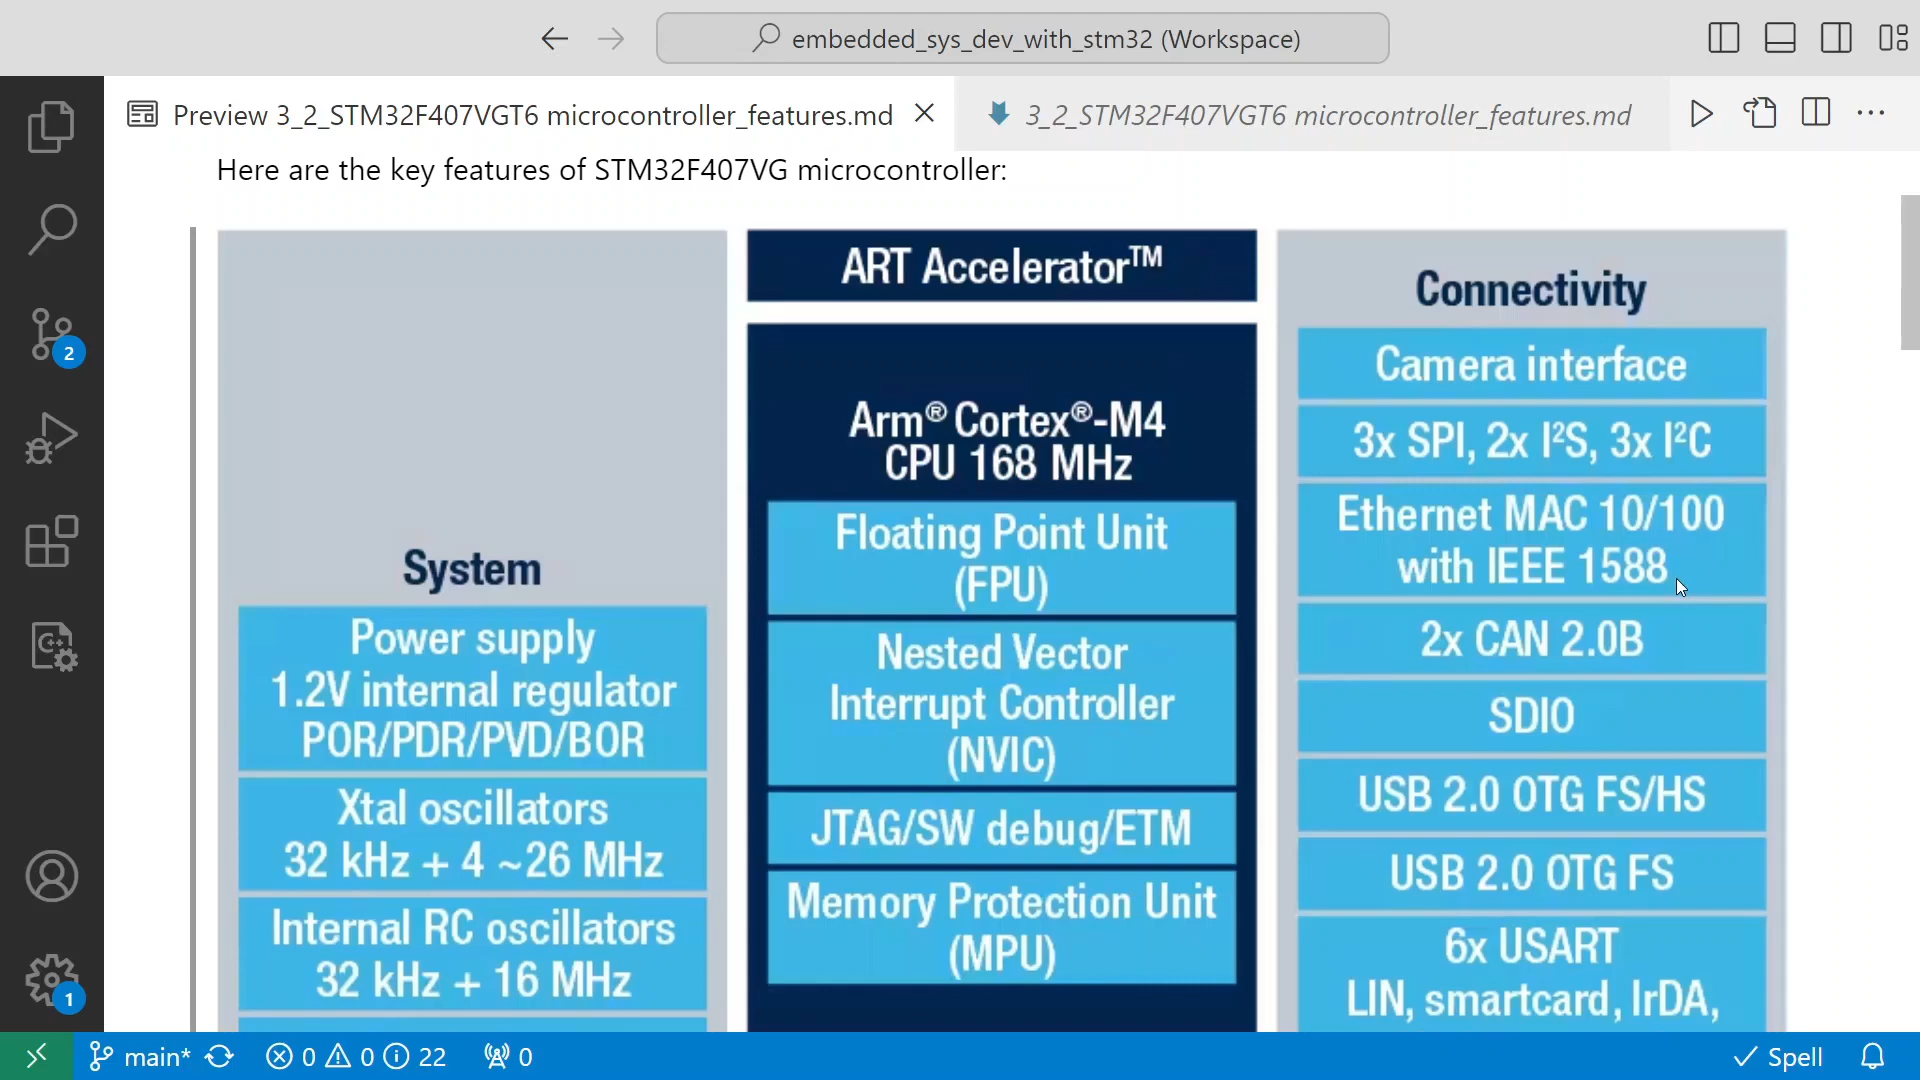 embedded_sys_dev_with_stm32 (Workspace)
Preview 3_2_STM32F407VGT6 microcontroller_features.md
3_2_STM32F407VGT6 microcontroller_features.md
Here are the key features of STM32F407VG microcontroller:
System
Power supply
1.2V internal regulator
POR/PDR/PVD/BOR
Xtal oscillators
32 kHz + 4 ~26 MHz
Internal RC oscillators
32 kHz + 16 MHz
ART Accelerator™
Arm® Cortex®-M4
CPU 168 MHz
Floating Point Unit
(FPU)
Nested Vector
Interrupt Controller
(NVIC)
JTAG/SW debug/ETM
Memory Protection Unit
(MPU)
Connectivity
Camera interface
3x SPI, 2x I²S, 3x I²C
Ethernet MAC 10/100
with IEEE 1588
2x CAN 2.0B
SDIO
USB 2.0 OTG FS/HS
USB 2.0 OTG FS
6x USART
LIN, smartcard, IrDA,
2
1
main* 0 0 22 0 Spell